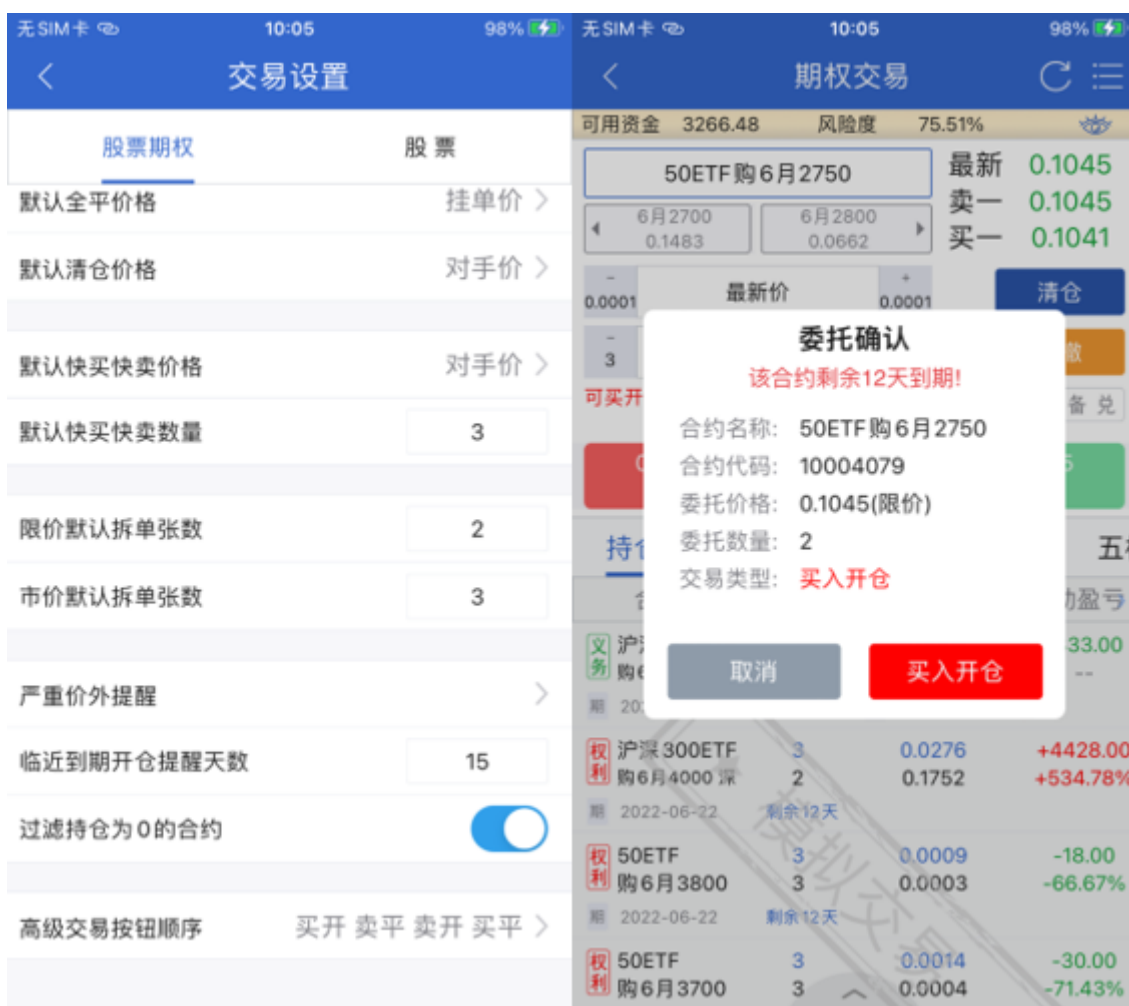 无SIM卡 10:05 98%
交易设置
股票期权 股票
默认全平价格 挂单价
默认清仓价格 对手价
默认快买快卖价格 对手价
默认快买快卖数量 3
限价默认拆单张数 2
市价默认拆单张数 3
严重价外提醒
临近到期开仓提醒天数 15
过滤持仓为0的合约
高级交易按钮顺序 买开 卖平 卖开 买平
无SIM卡 10:05 98%
期权交易
可用资金 3266.48 风险度 75.51%
50ETF购6月2750
最新 0.1045
卖一 0.1045
买一 0.1041
6月2700 6月2800
0.1483 0.0662
- +
0.0001 最新价 0.0001
清仓
-
3
可买开
备兑
委托确认
该合约剩余12天到期!
合约名称: 50ETF购6月2750
合约代码: 10004079
委托价格: 0.1045(限价)
委托数量: 2
交易类型: 买入开仓
取消 买入开仓
义务 沪 33.00
购6 --
期 20
权利 沪深300ETF 3 0.0276 +4428.00
购6月4000 深 2 0.1752 +534.78%
期 2022-06-22 剩余12天
权利 50ETF 3 0.0009 -18.00
购6月3800 3 0.0003 -66.67%
期 2022-06-22 剩余12天
权利 50ETF 3 0.0014 -30.00
购6月3700 3 0.0004 -71.43%
模拟交易